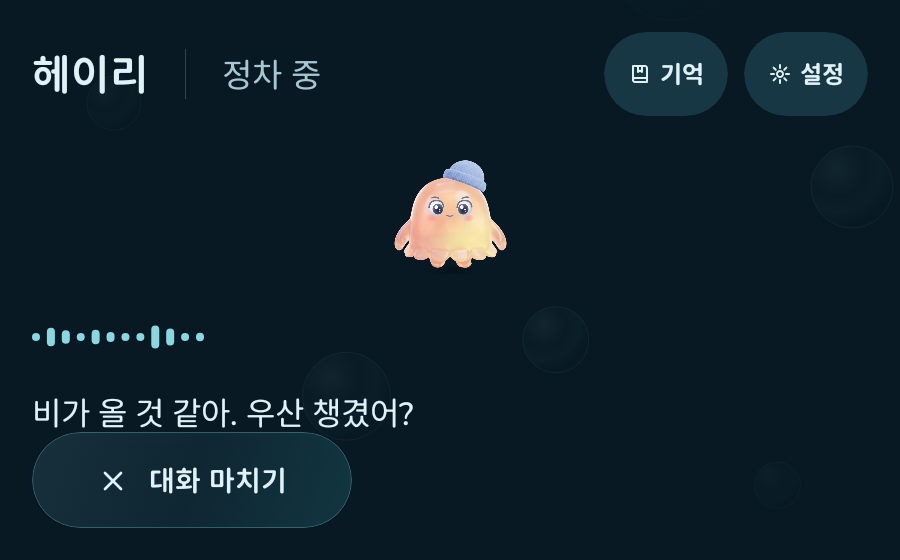 헤이리
정차 중
기억
설정
비가 올 것 같아. 우산 챙겼어?
대화 마치기